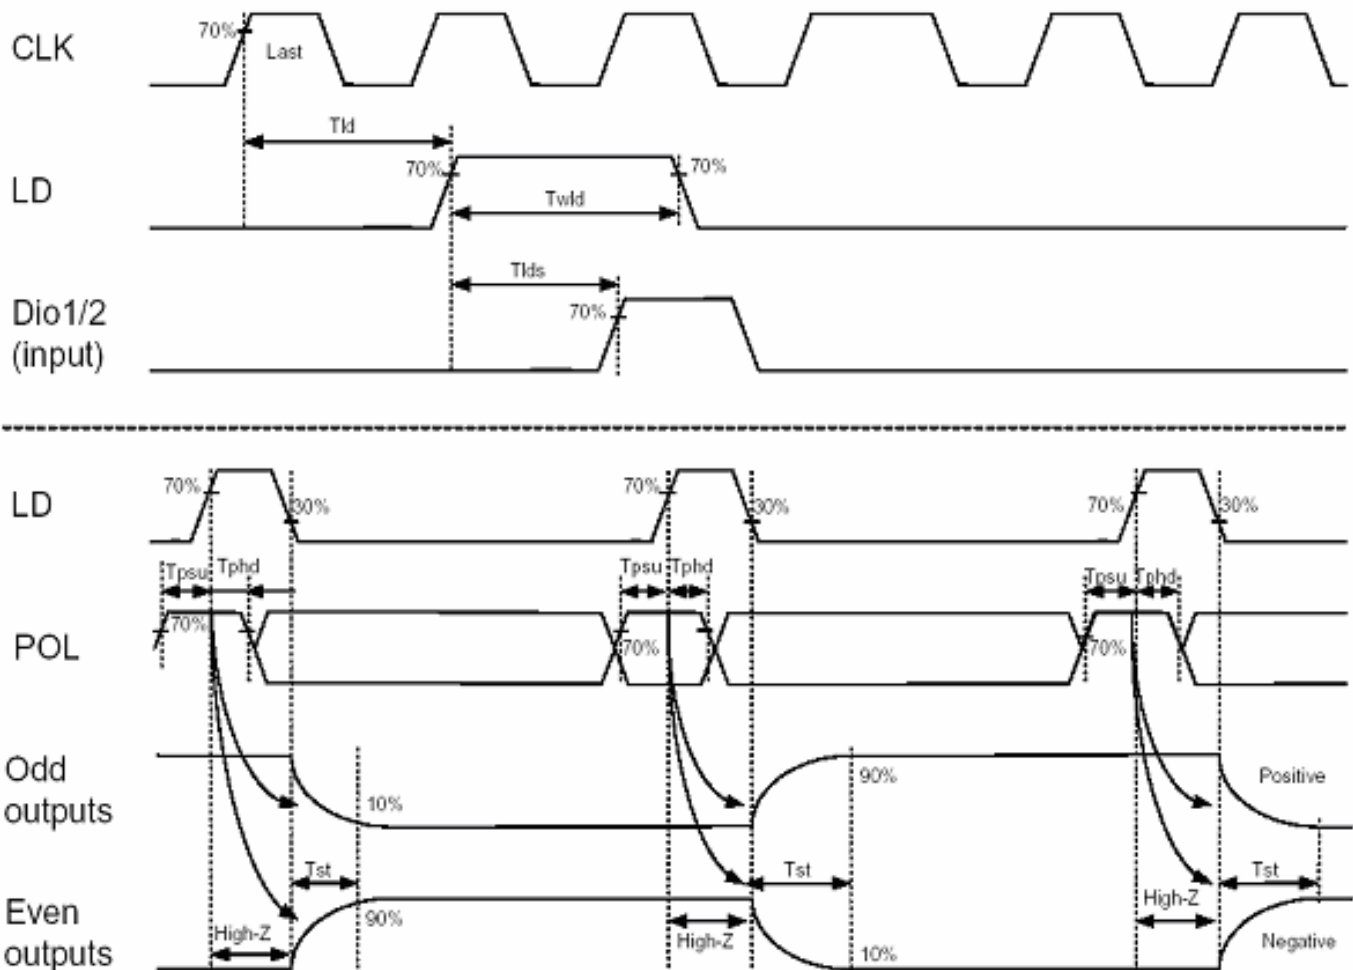 CLK
70%
Last
Tld
LD
70%
70%
Twld
Tlds
Dio1/2
(input)
70%
LD
70%
30%
70%
30%
70%
30%
Tpsu
Tphd
Tpsu
Tphd
Tpsu
Tphd
POL
70%
70%
70%
Odd
outputs
10%
90%
Positive
Tst
Tst
Tst
Even
outputs
High-Z
90%
High-Z
10%
High-Z
Negative